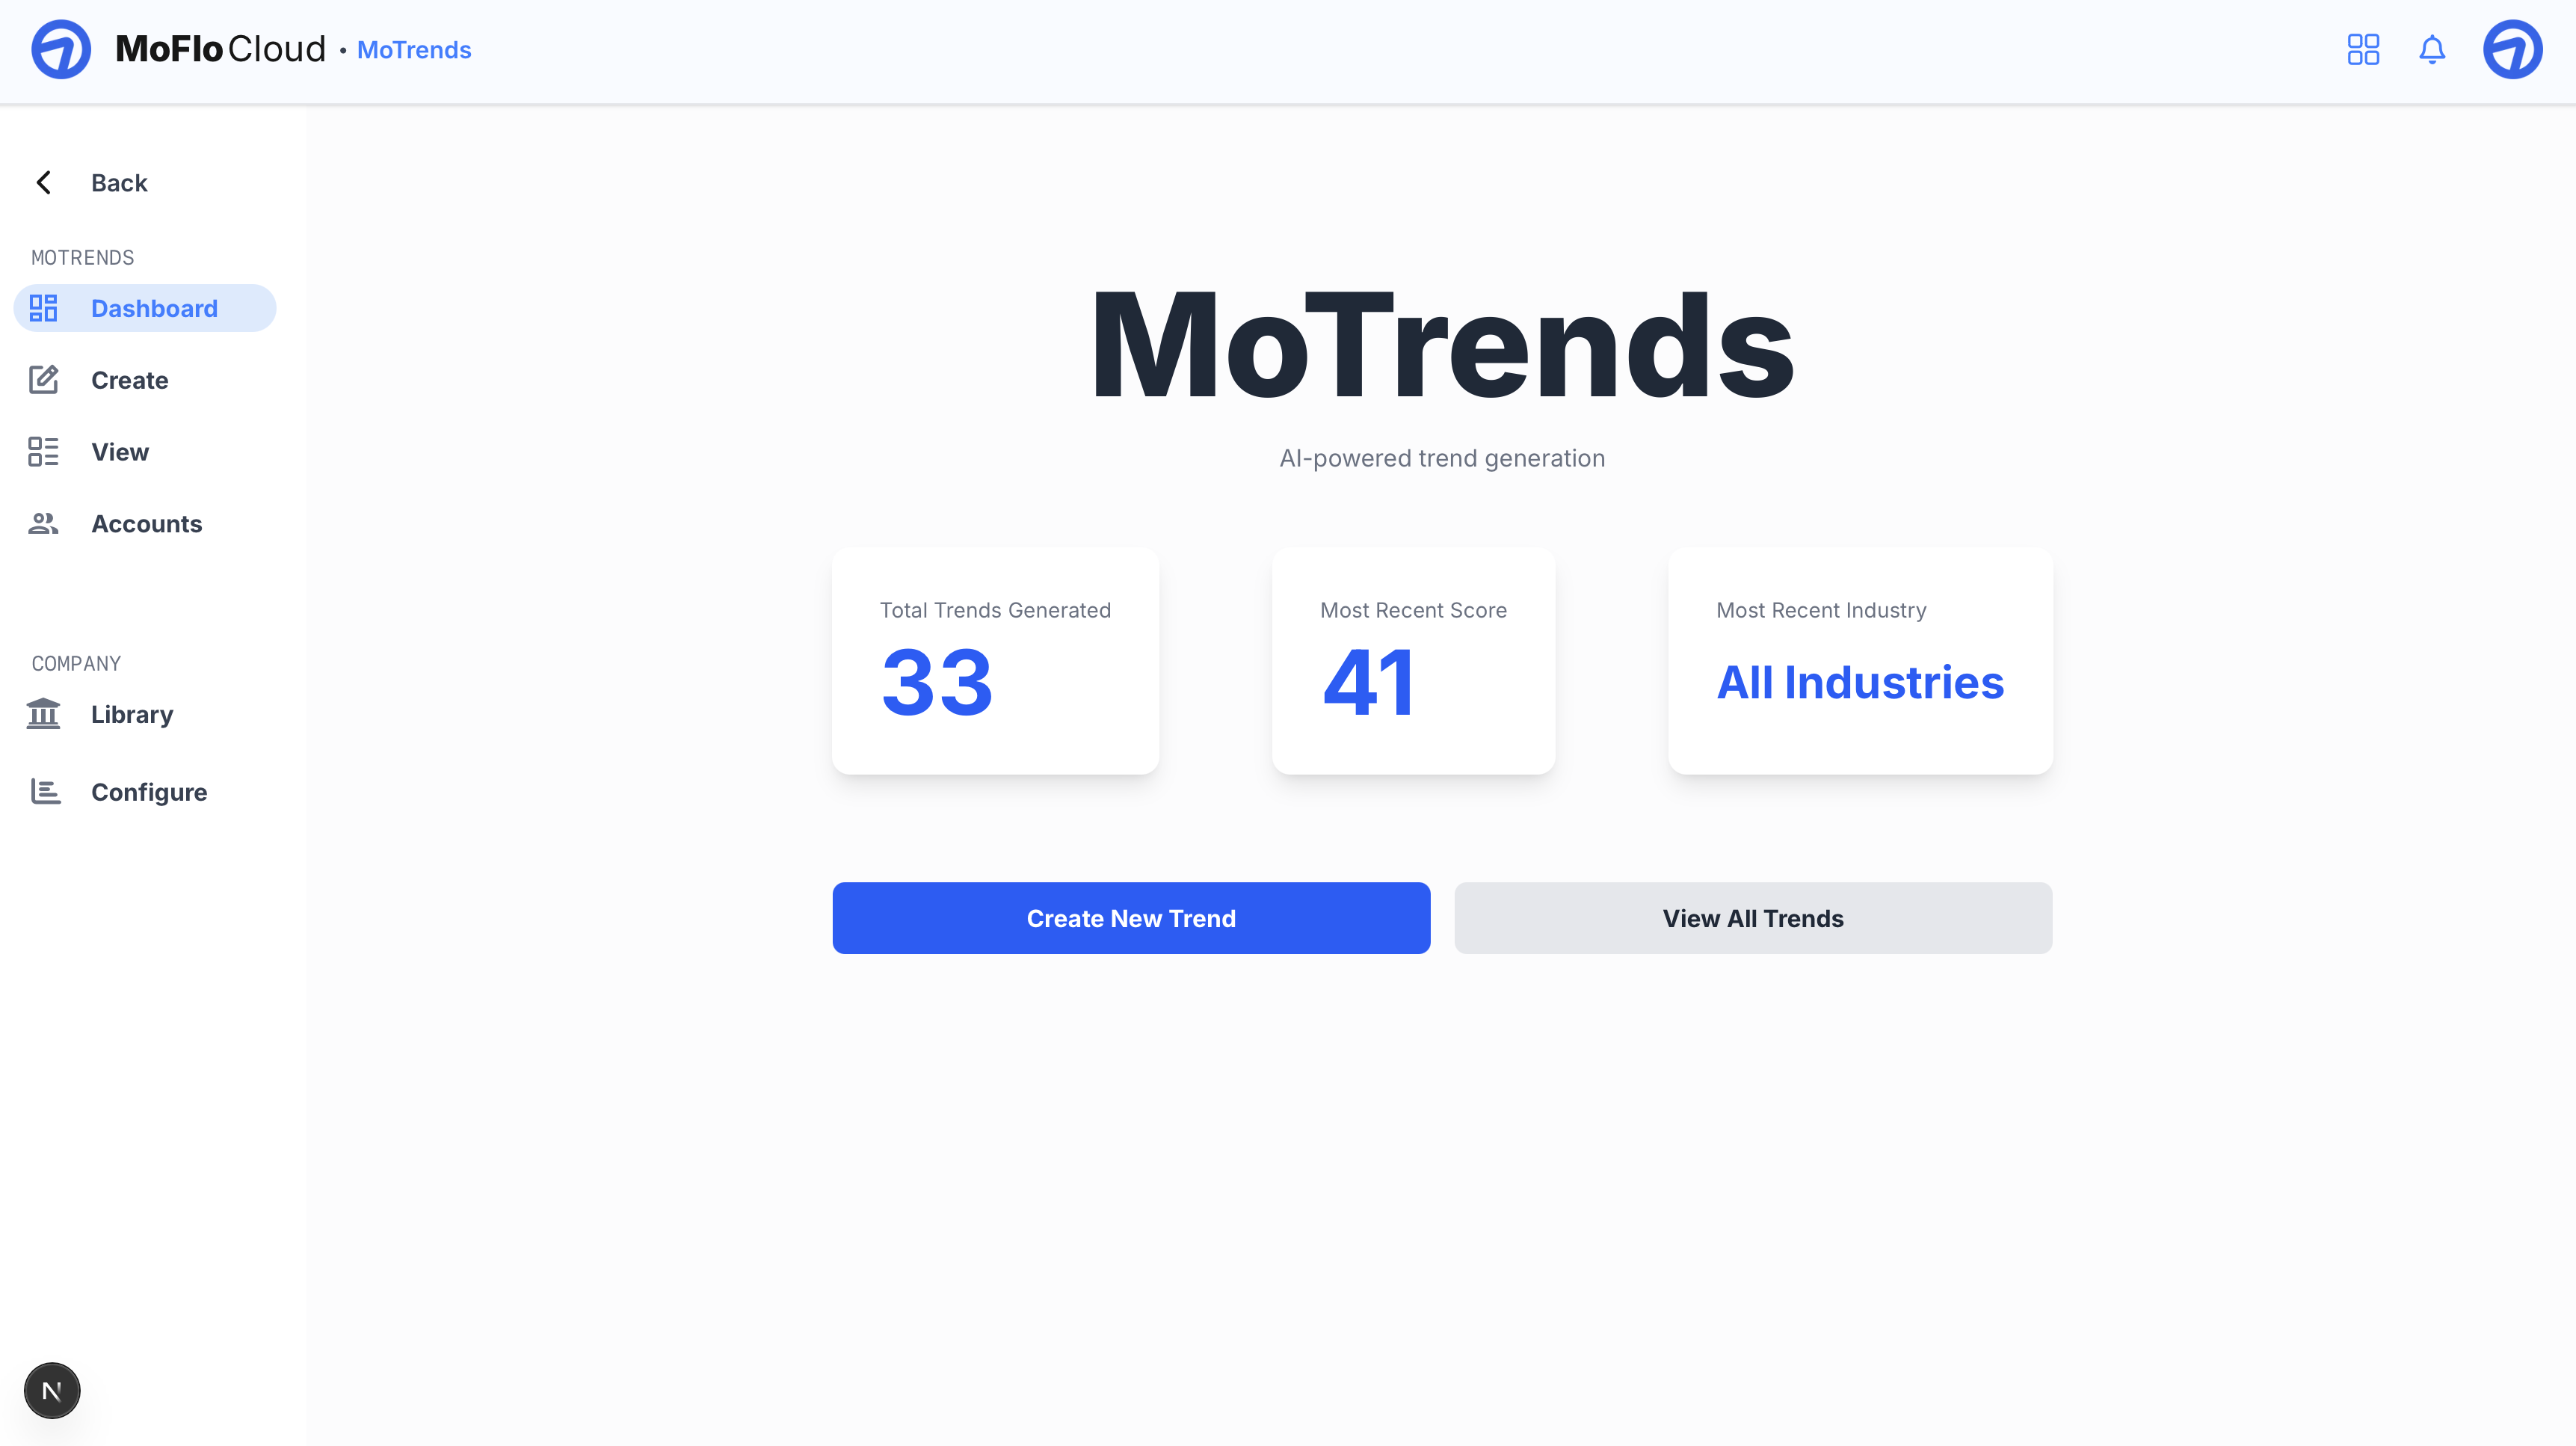 MoFlo Cloud • MoTrends
Back
MOTRENDS
Dashboard
Create
View
Accounts
COMPANY
Library
Configure
N
MoTrends
AI-powered trend generation
Total Trends Generated
33
Most Recent Score
41
Most Recent Industry
All Industries
Create New Trend
View All Trends